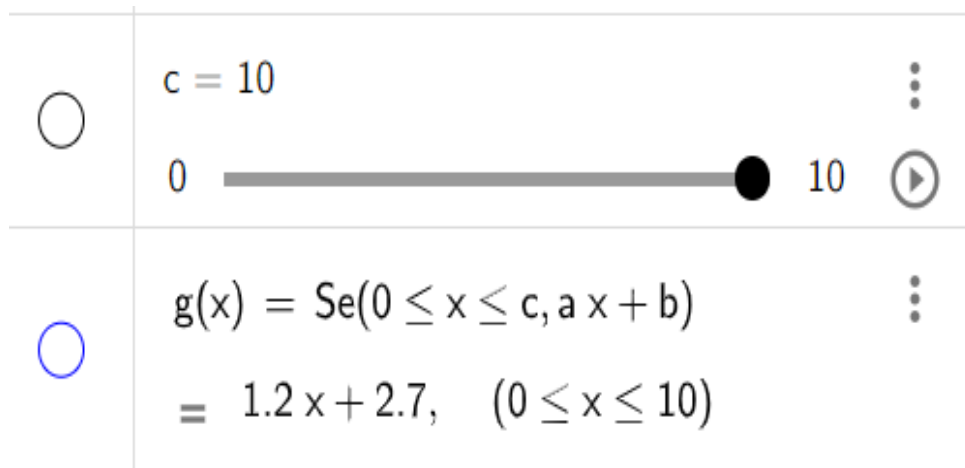 c = 10
0 10
g(x) = Se(0 ≤ x ≤ c, a x + b)
= 1.2 x + 2.7, (0 ≤ x ≤ 10)